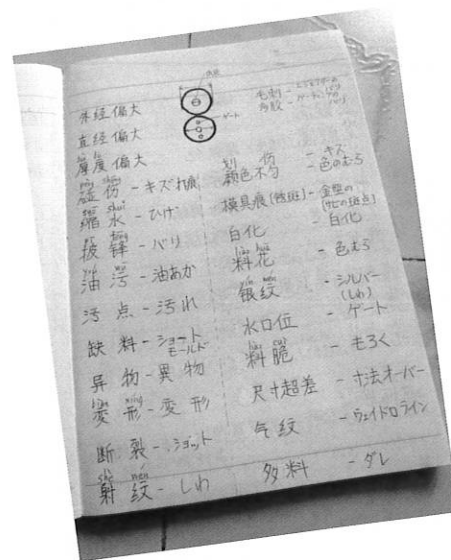 外径偏大
直径偏大
厚度偏大
伤 - キズ
缩水 - ひけ
披锋 - バリ
油污 - 油あか
污点 - 汚れ
缺料 - ショートモールド
异物 - 異物
变形 - 変形
断裂 - ショット
射纹 - しわ
ゲート
毛刺
划伤 - キズ
颜色不匀 - 色のむら
模具痕 - 金型の
白化 - 白化
料花 - 色むら
银纹 - シルバー
(しわ)
水口位 - ゲート
料脆 - もろく
尺寸超差 - 寸法オーバー
气纹 - ウェイドロライン
多料 - ダレ